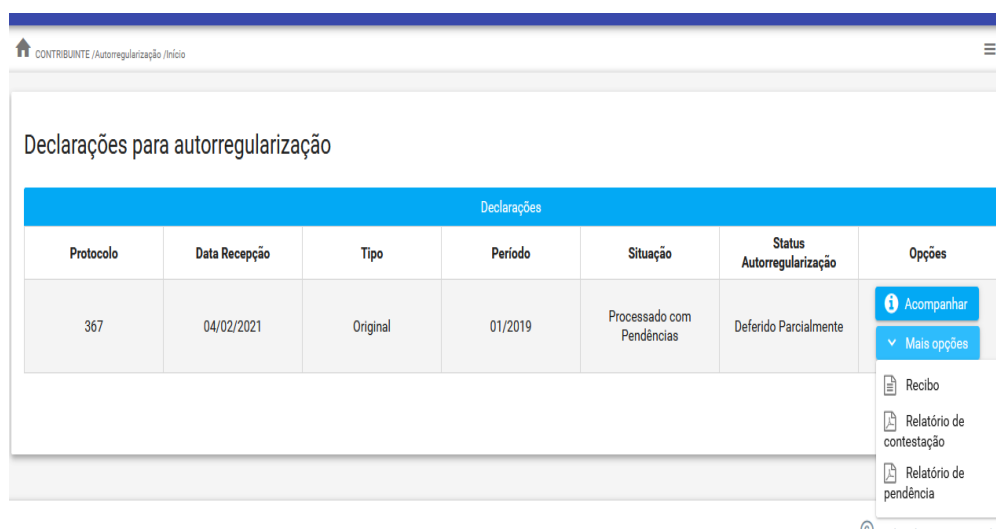 CONTRIBUINTE /Autorregularização /Início
Declarações para autorregularização
Declarações
Protocolo Data Recepção Tipo Período Situação Status Autorregularização Opções
367 04/02/2021 Original 01/2019 Processado com Pendências Deferido Parcialmente Acompanhar
Mais opções
Recibo
Relatório de
contestação
Relatório de
pendência